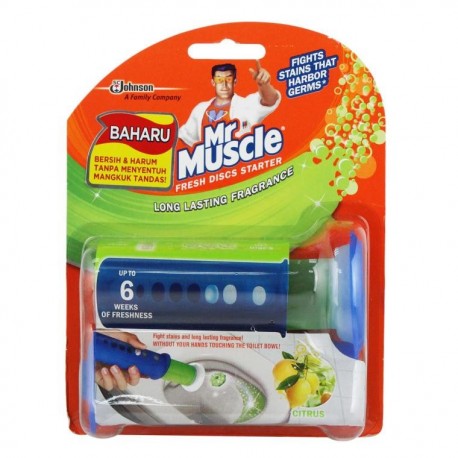 SC Johnson
A Family Company
FIGHTS
STAINS THAT
HARBOR
GERMS*
BAHARU
BERSIH & HARUM
TANPA MENYENTUH
MANGKUK TANDAS!
Mr
Muscle
FRESH DISCS STARTER
LONG LASTING FRAGRANCE
UP TO
6
WEEKS
OF FRESHNESS
Fight stains and long lasting fragrance!
WITHOUT YOUR HANDS TOUCHING THE TOILET BOWL!
CITRUS